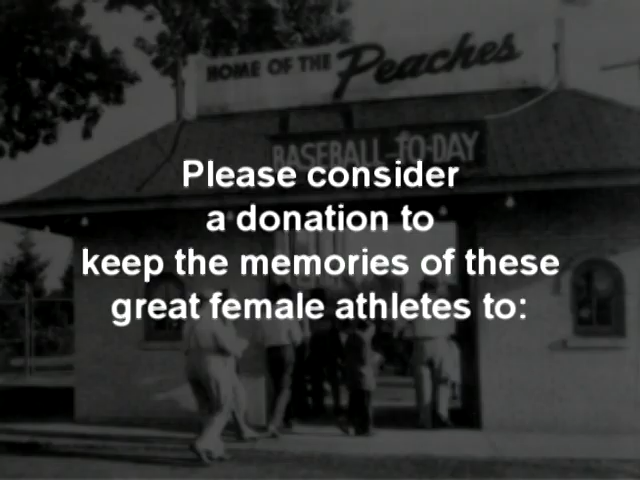 HOME OF THE Peaches
BASEBALL TO-DAY
Please consider
a donation to
keep the memories of these
great female athletes to: